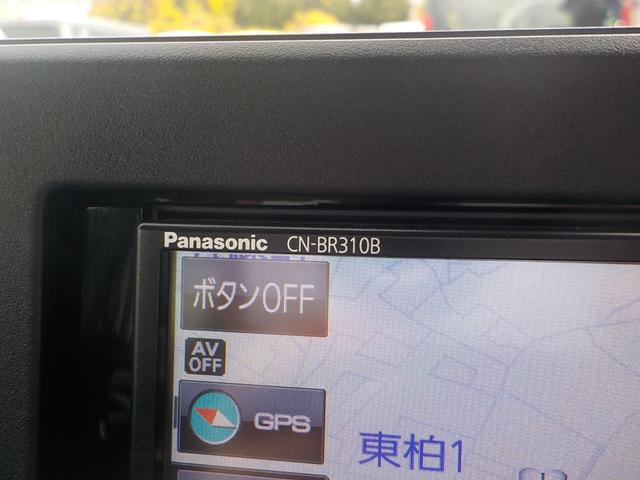 Panasonic CN-BR310B
ボタンOFF
AV
OFF
GPS
東柏1